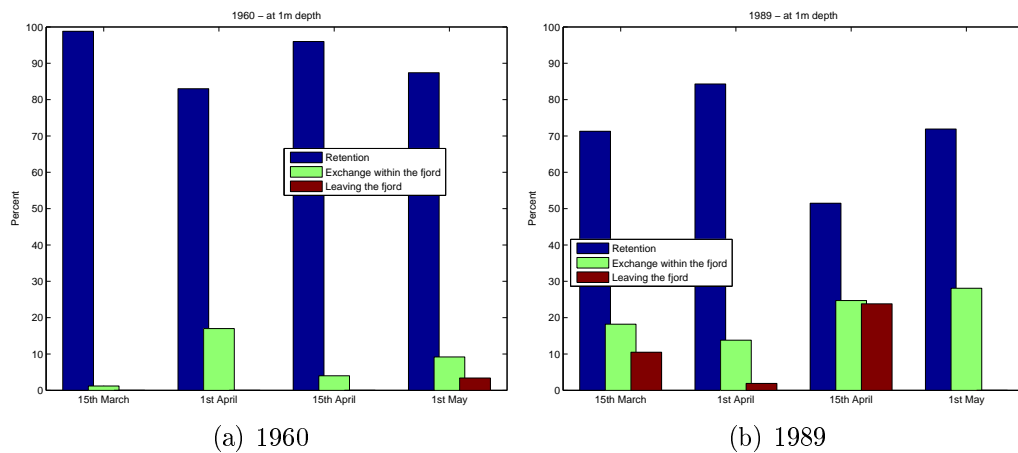 1960 – at 1m depth
100
90
80
70
60
50
40
30
20
10
0
Percent
Retention
Exchange within the fjord
Leaving the fjord
15th March 1st April 15th April 1st May
(a) 1960
1989 – at 1m depth
100
90
80
70
60
50
40
30
20
10
0
Percent
Retention
Exchange within the fjord
Leaving the fjord
15th March 1st April 15th April 1st May
(b) 1989